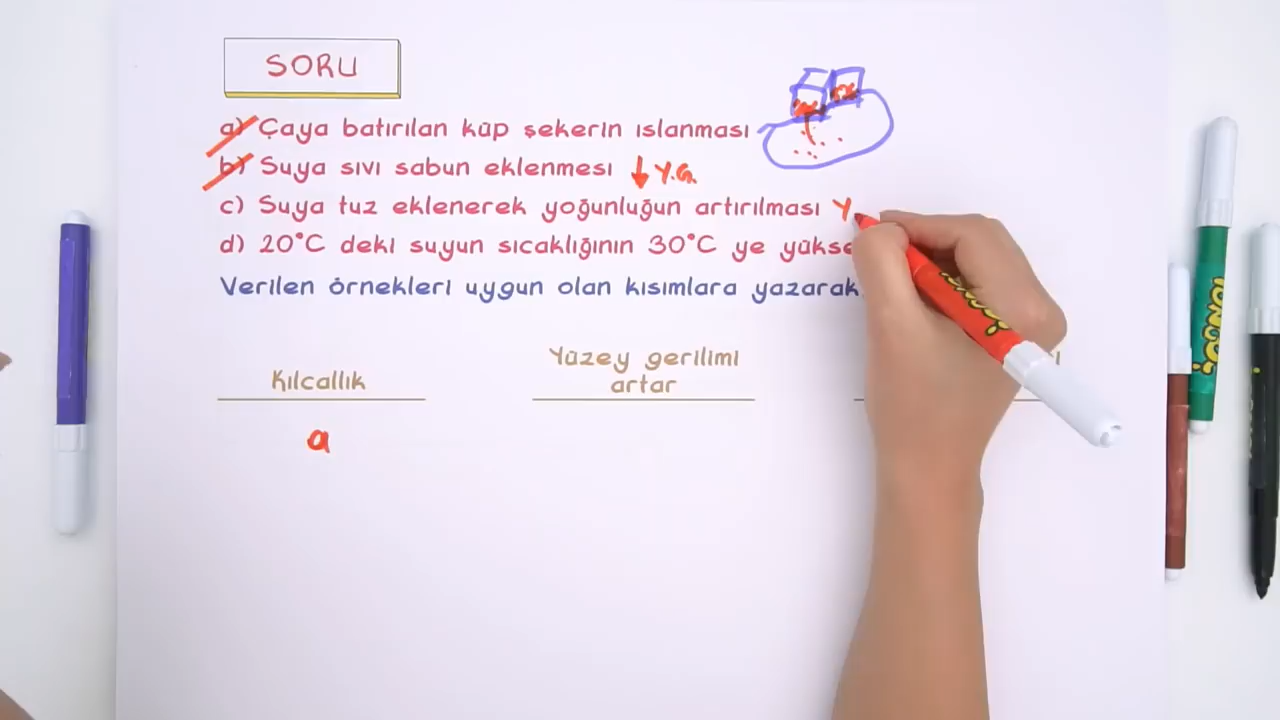 SORU
a) Çaya batırılan küp şekerin ıslanması
b) Suya sıvı sabun eklenmesi ↓ Y.G.
c) Suya tuz eklenerek yoğunluğun artırılması Y
d) 20°C deki suyun sıcaklığının 30°C ye yükse
Verilen örnekleri uygun olan kısımlara yazarak
Kılcallık
Yüzey gerilimi
artar
a